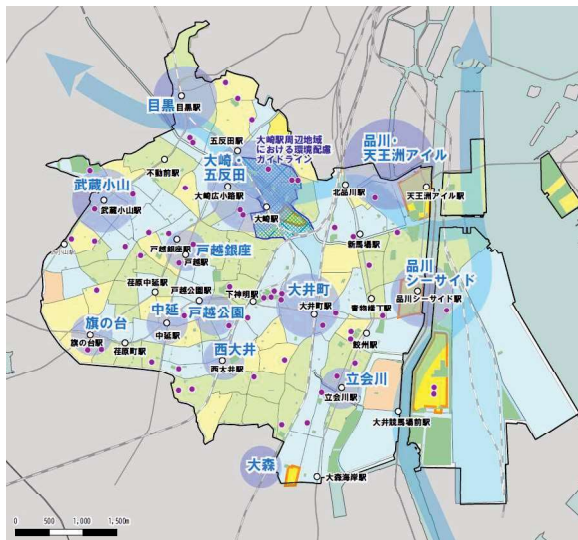 目黒
目黒駅
五反田駅
大崎駅周辺地域
における環境配慮
ガイドライン
品川・
天王洲アイル
不動前駅
大崎・
五反田
武蔵小山
武蔵小山駅
大崎広小路駅
大崎駅
北品川駅
天王洲アイル駅
新馬場駅
戸越銀座駅
戸越銀座
戸越駅
品川
シーサイド
荏原中延駅
戸越公園駅
下神明駅
大井町
大井町駅
品川シーサイド駅
青物横丁駅
中延
戸越公園
旗の台
旗の台駅
荏原町駅
中延駅
西大井
西大井駅
鮫洲駅
立会川
立会川駅
大井競馬場前駅
大森
大森海岸駅
0 500 1,000 1,500m